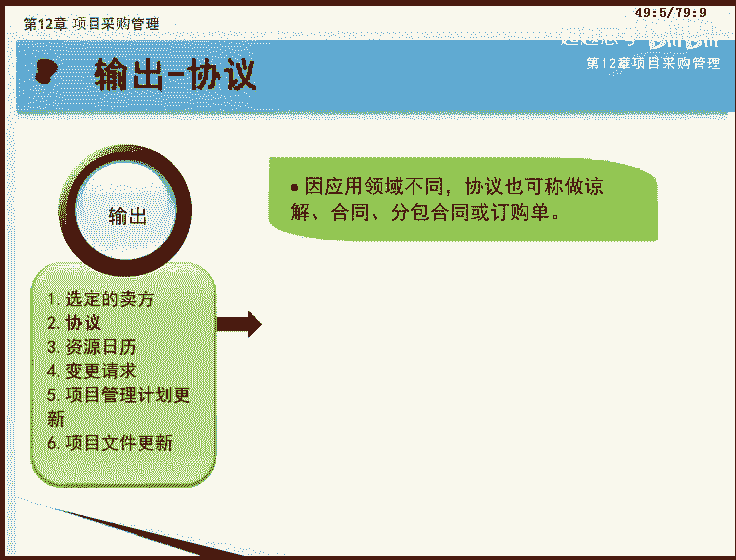 第12章 项目采购管理
49:5/79:9
输出-协议
第12章项目采购管理
输出
• 因应用领域不同，协议也可称做谅
解、合同、分包合同或订购单。
1.选定的卖方
2.协议
3.资源日历
4.变更请求
5.项目管理计划更
新
6.项目文件更新